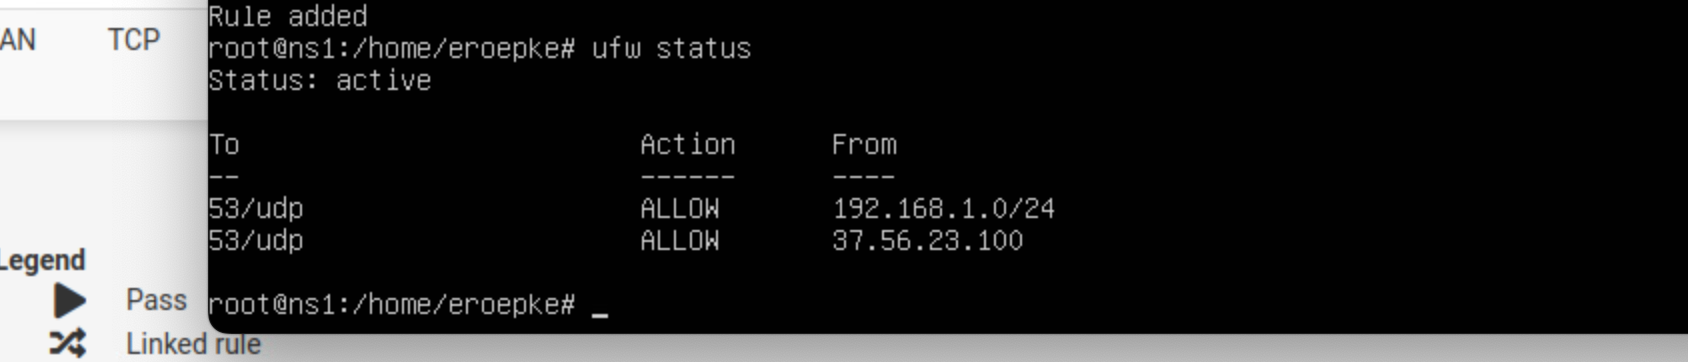 AN TCP
Legend
Pass
Linked rule
Rule added
root@ns1:/home/eroepke# ufw status
Status: active
To Action From
-- ------ ----
53/udp ALLOW 192.168.1.0/24
53/udp ALLOW 37.56.23.100
root@ns1:/home/eroepke# _